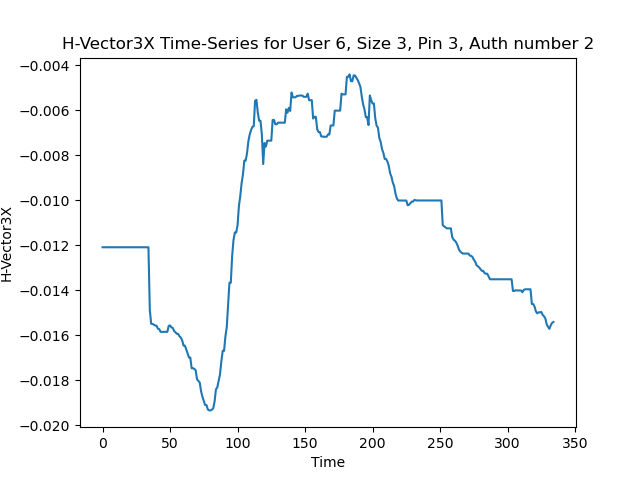 H-Vector3X Time-Series for User 6, Size 3, Pin 3, Auth number 2
H-Vector3X
−0.004
−0.006
−0.008
−0.010
−0.012
−0.014
−0.016
−0.018
−0.020
0 50 100 150 200 250 300 350
Time